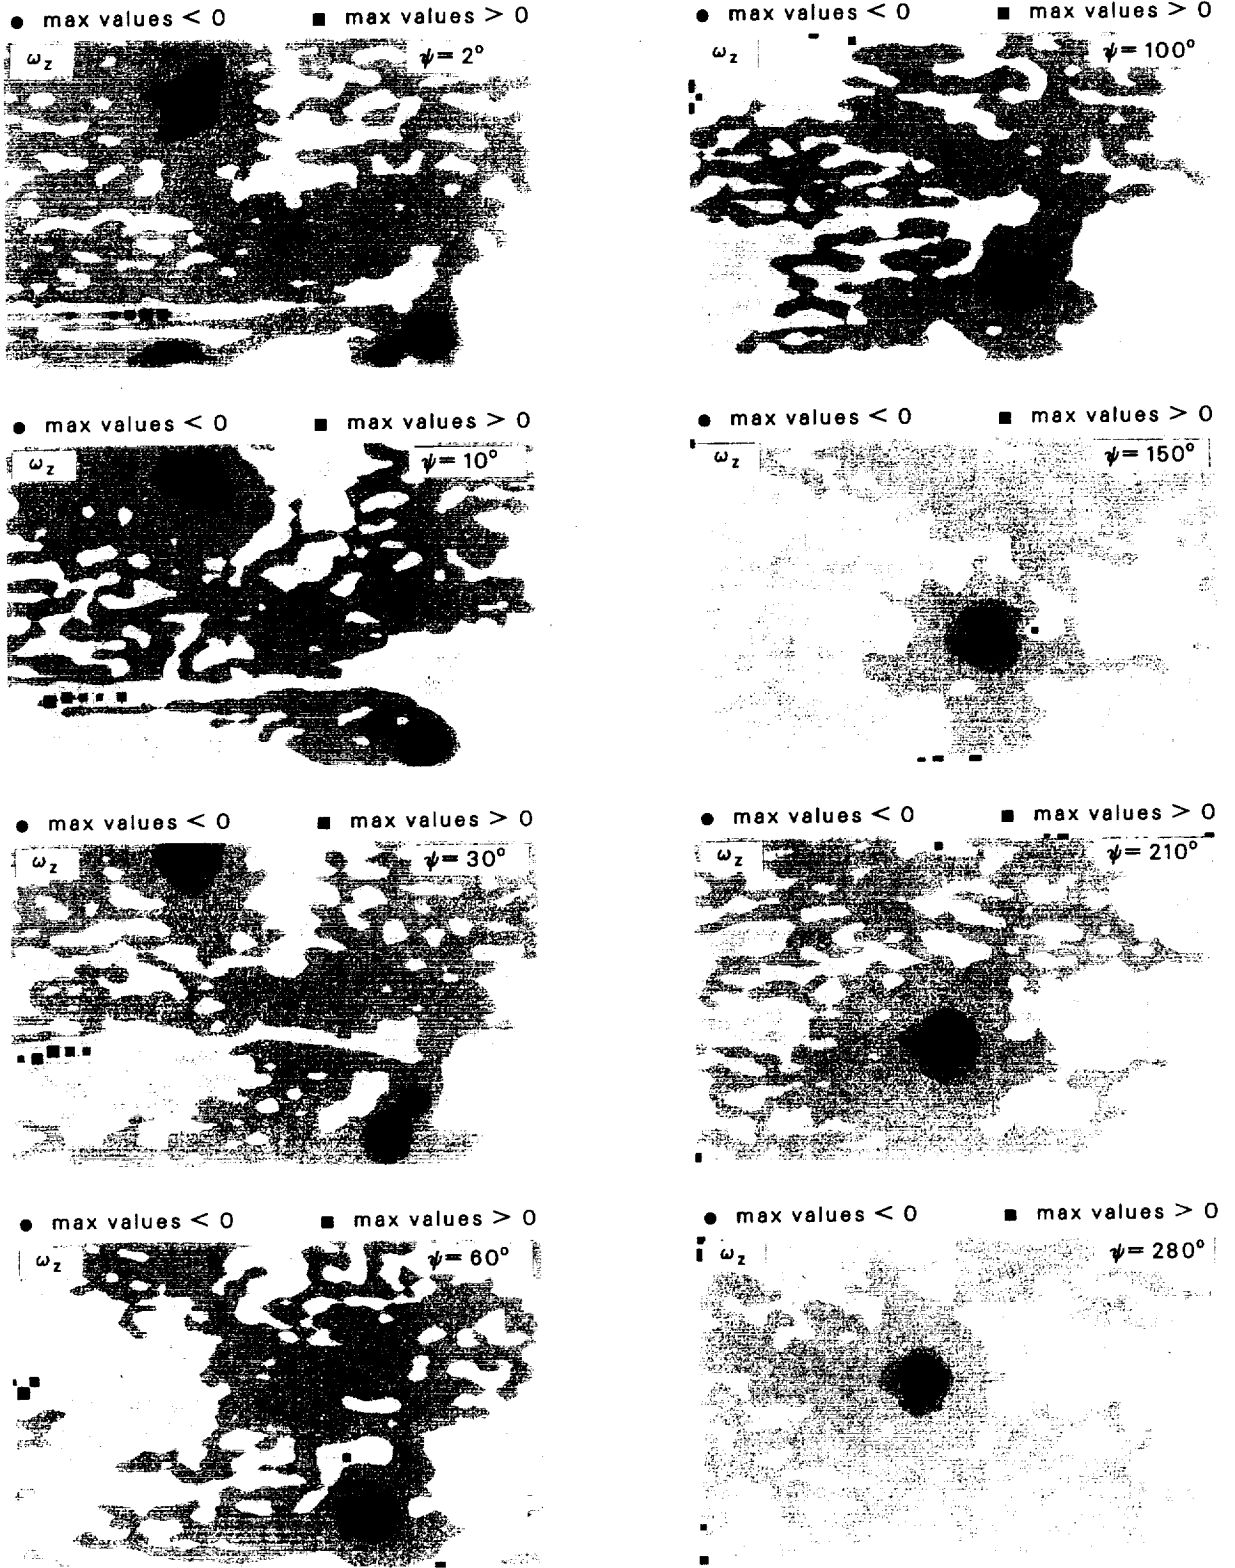 ● max values < 0 ■ max values > 0
ω_z ψ = 2°
● max values < 0 ■ max values > 0
ω_z ψ = 10°
● max values < 0 ■ max values > 0
ω_z ψ = 30°
● max values < 0 ■ max values > 0
ω_z ψ = 60°
● max values < 0 ■ max values > 0
ω_z ψ = 100°
● max values < 0 ■ max values > 0
ω_z ψ = 150°
● max values < 0 ■ max values > 0
ω_z ψ = 210°
● max values < 0 ■ max values > 0
ω_z ψ = 280°